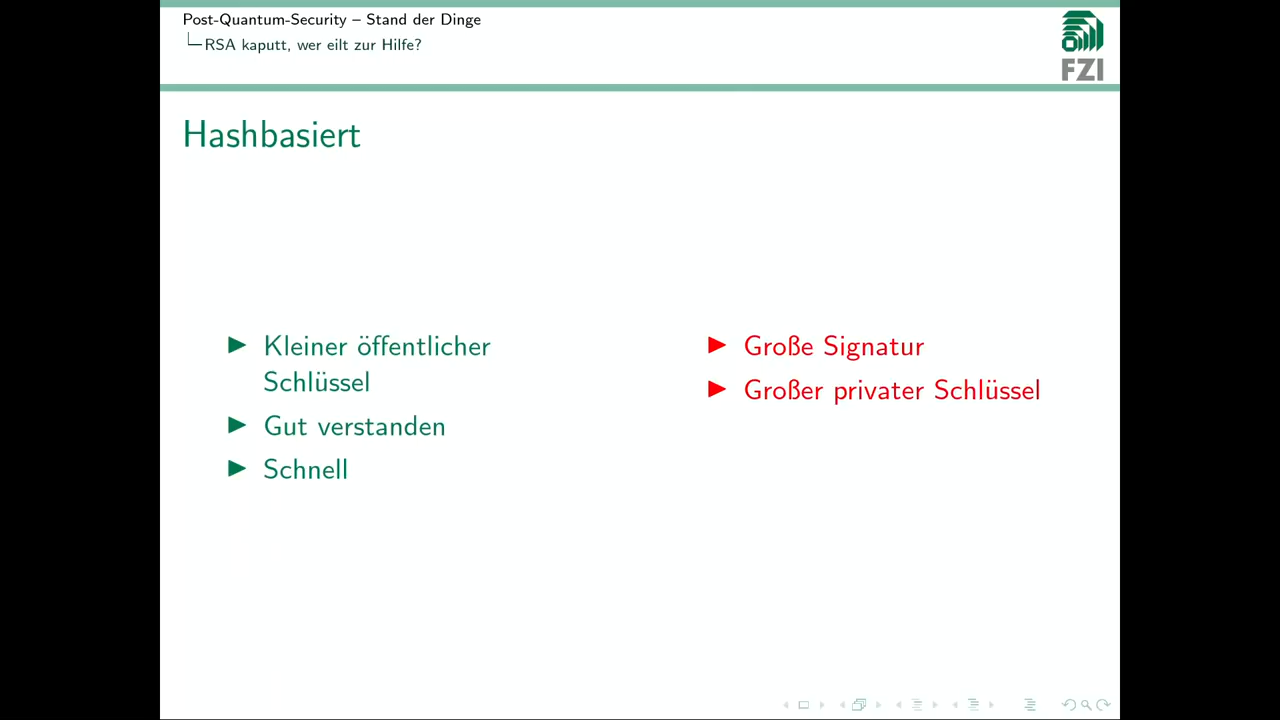 Post-Quantum-Security – Stand der Dinge
RSA kaputt, wer eilt zur Hilfe?
FZI
Hashbasiert
Kleiner öffentlicher
Schlüssel
Gut verstanden
Schnell
Große Signatur
Großer privater Schlüssel